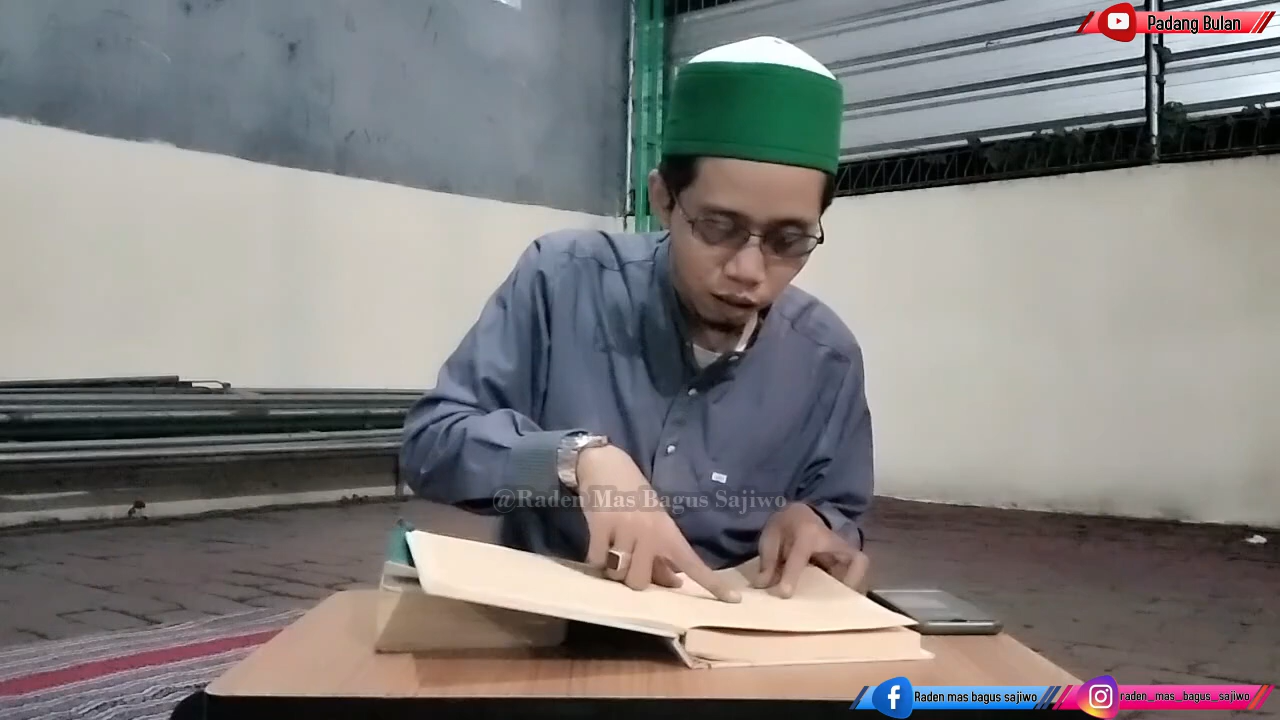 Padang Bulan
@Raden Mas Bagus Sajiwo
Raden mas bagus sajiwo
raden_mas_bagus_sajiwo